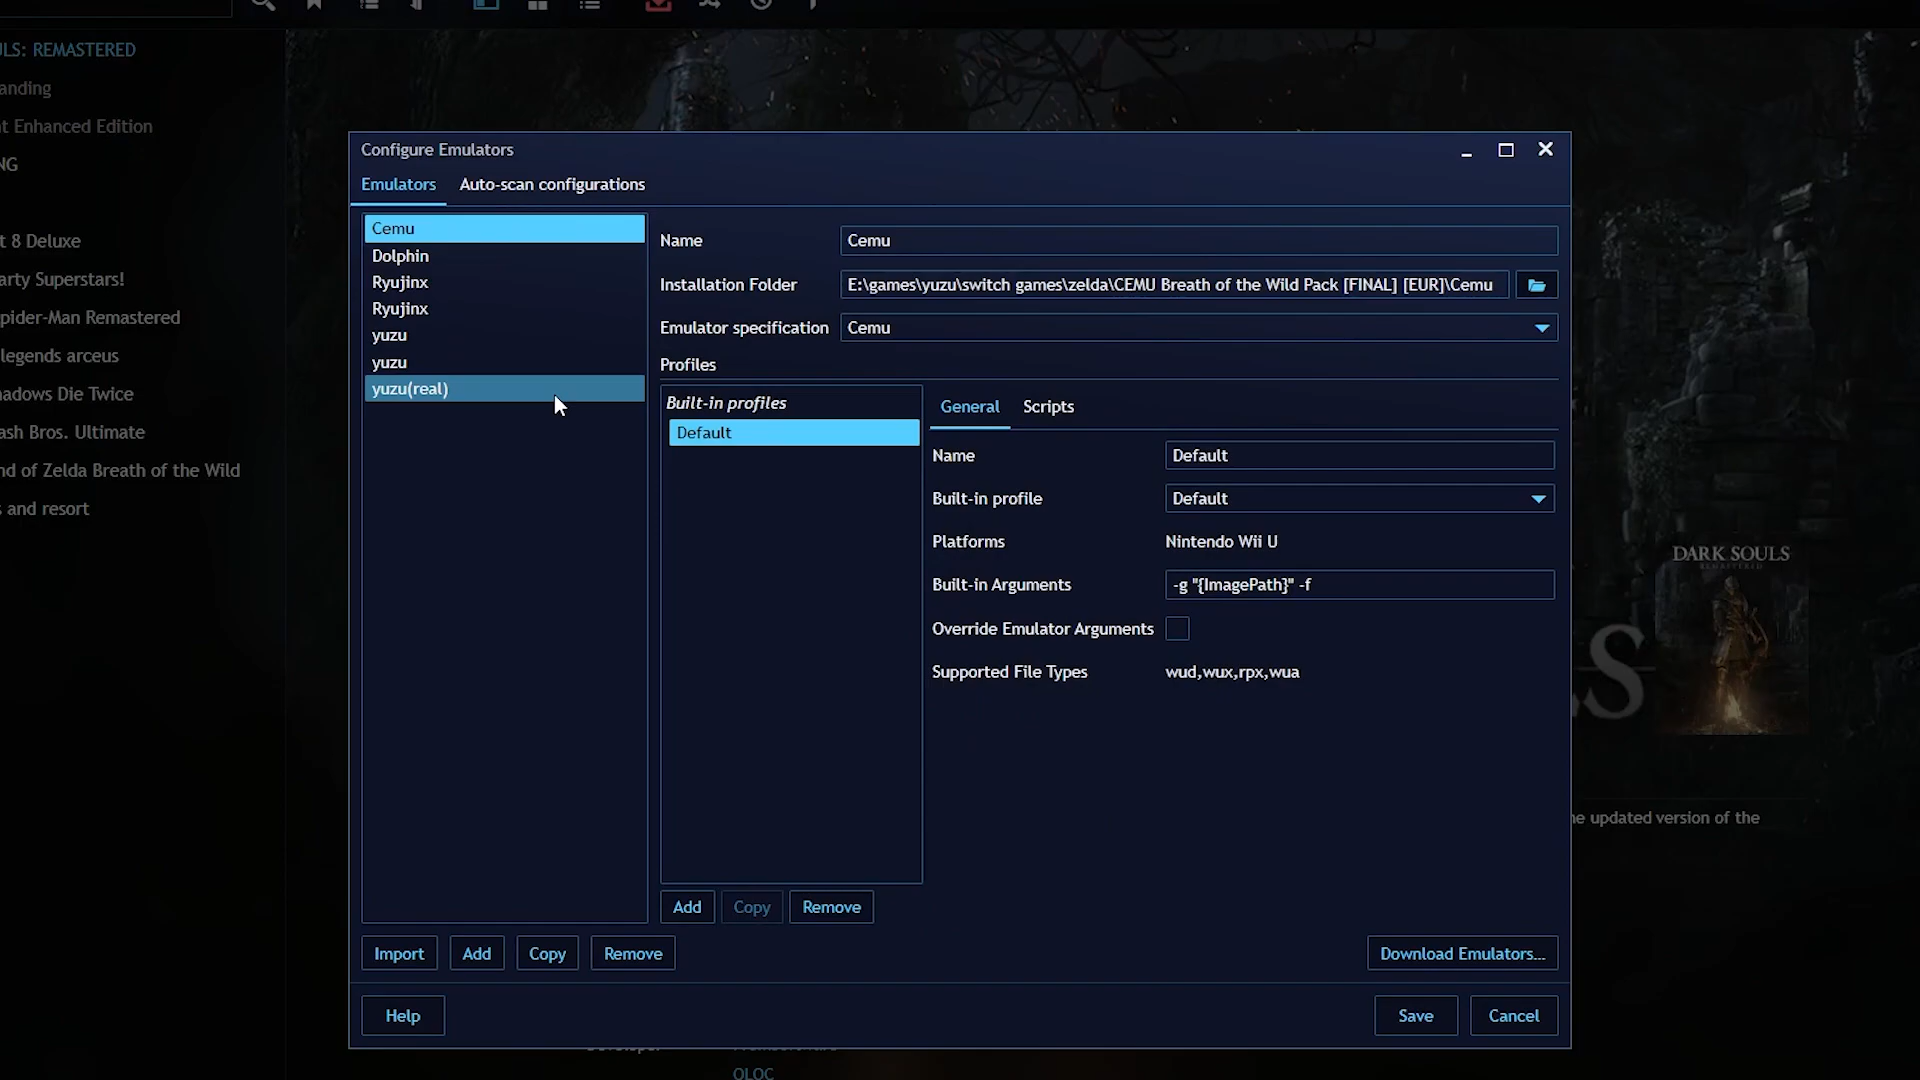 LS: REMASTERED
anding
t Enhanced Edition
NG
t 8 Deluxe
arty Superstars!
pider-Man Remastered
legends arceus
hadows Die Twice
ash Bros. Ultimate
nd of Zelda Breath of the Wild
s and resort
Configure Emulators
Emulators Auto-scan configurations
Cemu
Dolphin
Ryujinx
Ryujinx
yuzu
yuzu
yuzu(real)
Name Cemu
Installation Folder E:\games\yuzu\switch games\zelda\CEMU Breath of the Wild Pack [FINAL] [EUR]\Cemu
Emulator specification Cemu
Profiles
Built-in profiles
Default
General Scripts
Name Default
Built-in profile Default
Platforms Nintendo Wii U
Built-in Arguments -g "{ImagePath}" -f
Override Emulator Arguments
Supported File Types wud,wux,rpx,wua
Add Copy Remove
Import Add Copy Remove Download Emulators...
Help Save Cancel
DARK SOULS
REMASTERED
LS
he updated version of the
QLOC